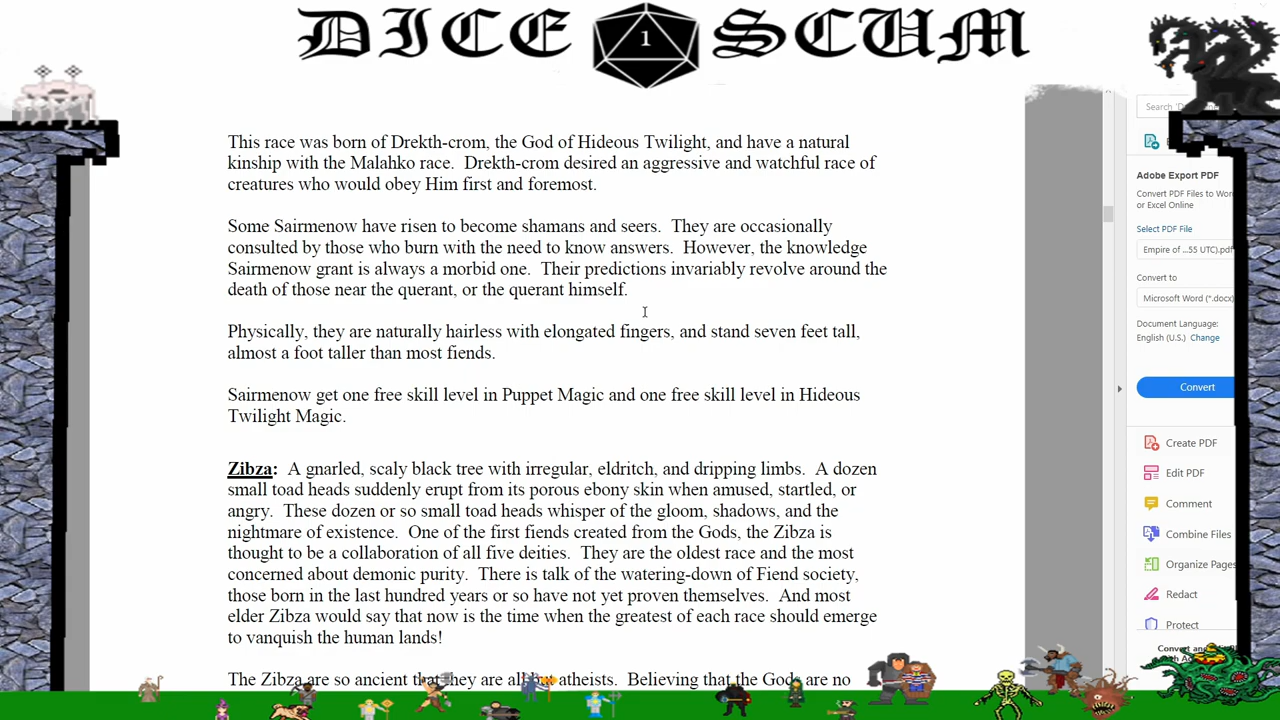 DICE 1 SCUM
This race was born of Drekth-crom, the God of Hideous Twilight, and have a natural
kinship with the Malahko race.  Drekth-crom desired an aggressive and watchful race of
creatures who would obey Him first and foremost.
Some Sairmenow have risen to become shamans and seers.  They are occasionally
consulted by those who burn with the need to know answers.  However, the knowledge
Sairmenow grant is always a morbid one.  Their predictions invariably revolve around the
death of those near the querant, or the querant himself.
Physically, they are naturally hairless with elongated fingers, and stand seven feet tall,
almost a foot taller than most fiends.
Sairmenow get one free skill level in Puppet Magic and one free skill level in Hideous
Twilight Magic.
Zibza:  A gnarled, scaly black tree with irregular, eldritch, and dripping limbs.  A dozen
small toad heads suddenly erupt from its porous ebony skin when amused, startled, or
angry.  These dozen or so small toad heads whisper of the gloom, shadows, and the
nightmare of existence.  One of the first fiends created from the Gods, the Zibza is
thought to be a collaboration of all five deities.  They are the oldest race and the most
concerned about demonic purity.  There is talk of the watering-down of Fiend society,
those born in the last hundred years or so have not yet proven themselves.  And most
elder Zibza would say that now is the time when the greatest of each race should emerge
to vanquish the human lands!
The Zibza are so ancient that they are all but atheists.  Believing that the Gods are no
Search
Adobe Export PDF
Convert PDF Files to Wor
or Excel Online
Select PDF File
Empire of ...55 UTC).pdf
Convert to
Microsoft Word (*.docx)
Document Language:
English (U.S.) Change
Convert
Create PDF
Edit PDF
Comment
Combine Files
Organize Pages
Redact
Protect
Convert and